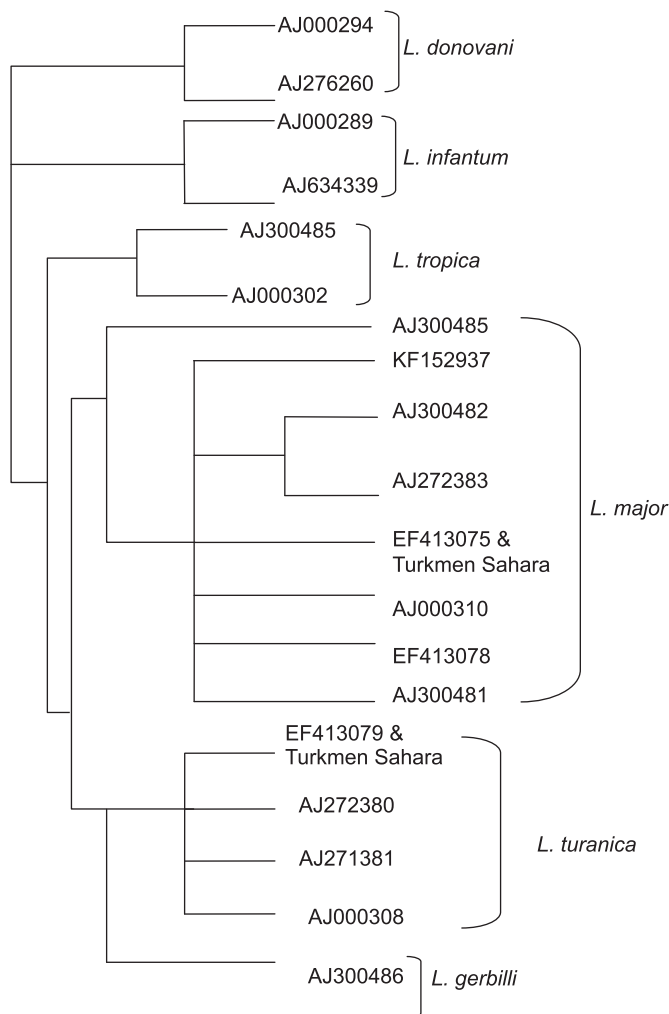 AJ000294
L. donovani
AJ276260
AJ000289
L. infantum
AJ634339
AJ300485
L. tropica
AJ000302
AJ300485
KF152937
AJ300482
AJ272383
L. major
EF413075 &
Turkmen Sahara
AJ000310
EF413078
AJ300481
EF413079 &
Turkmen Sahara
AJ272380
L. turanica
AJ271381
AJ000308
AJ300486
L. gerbilli